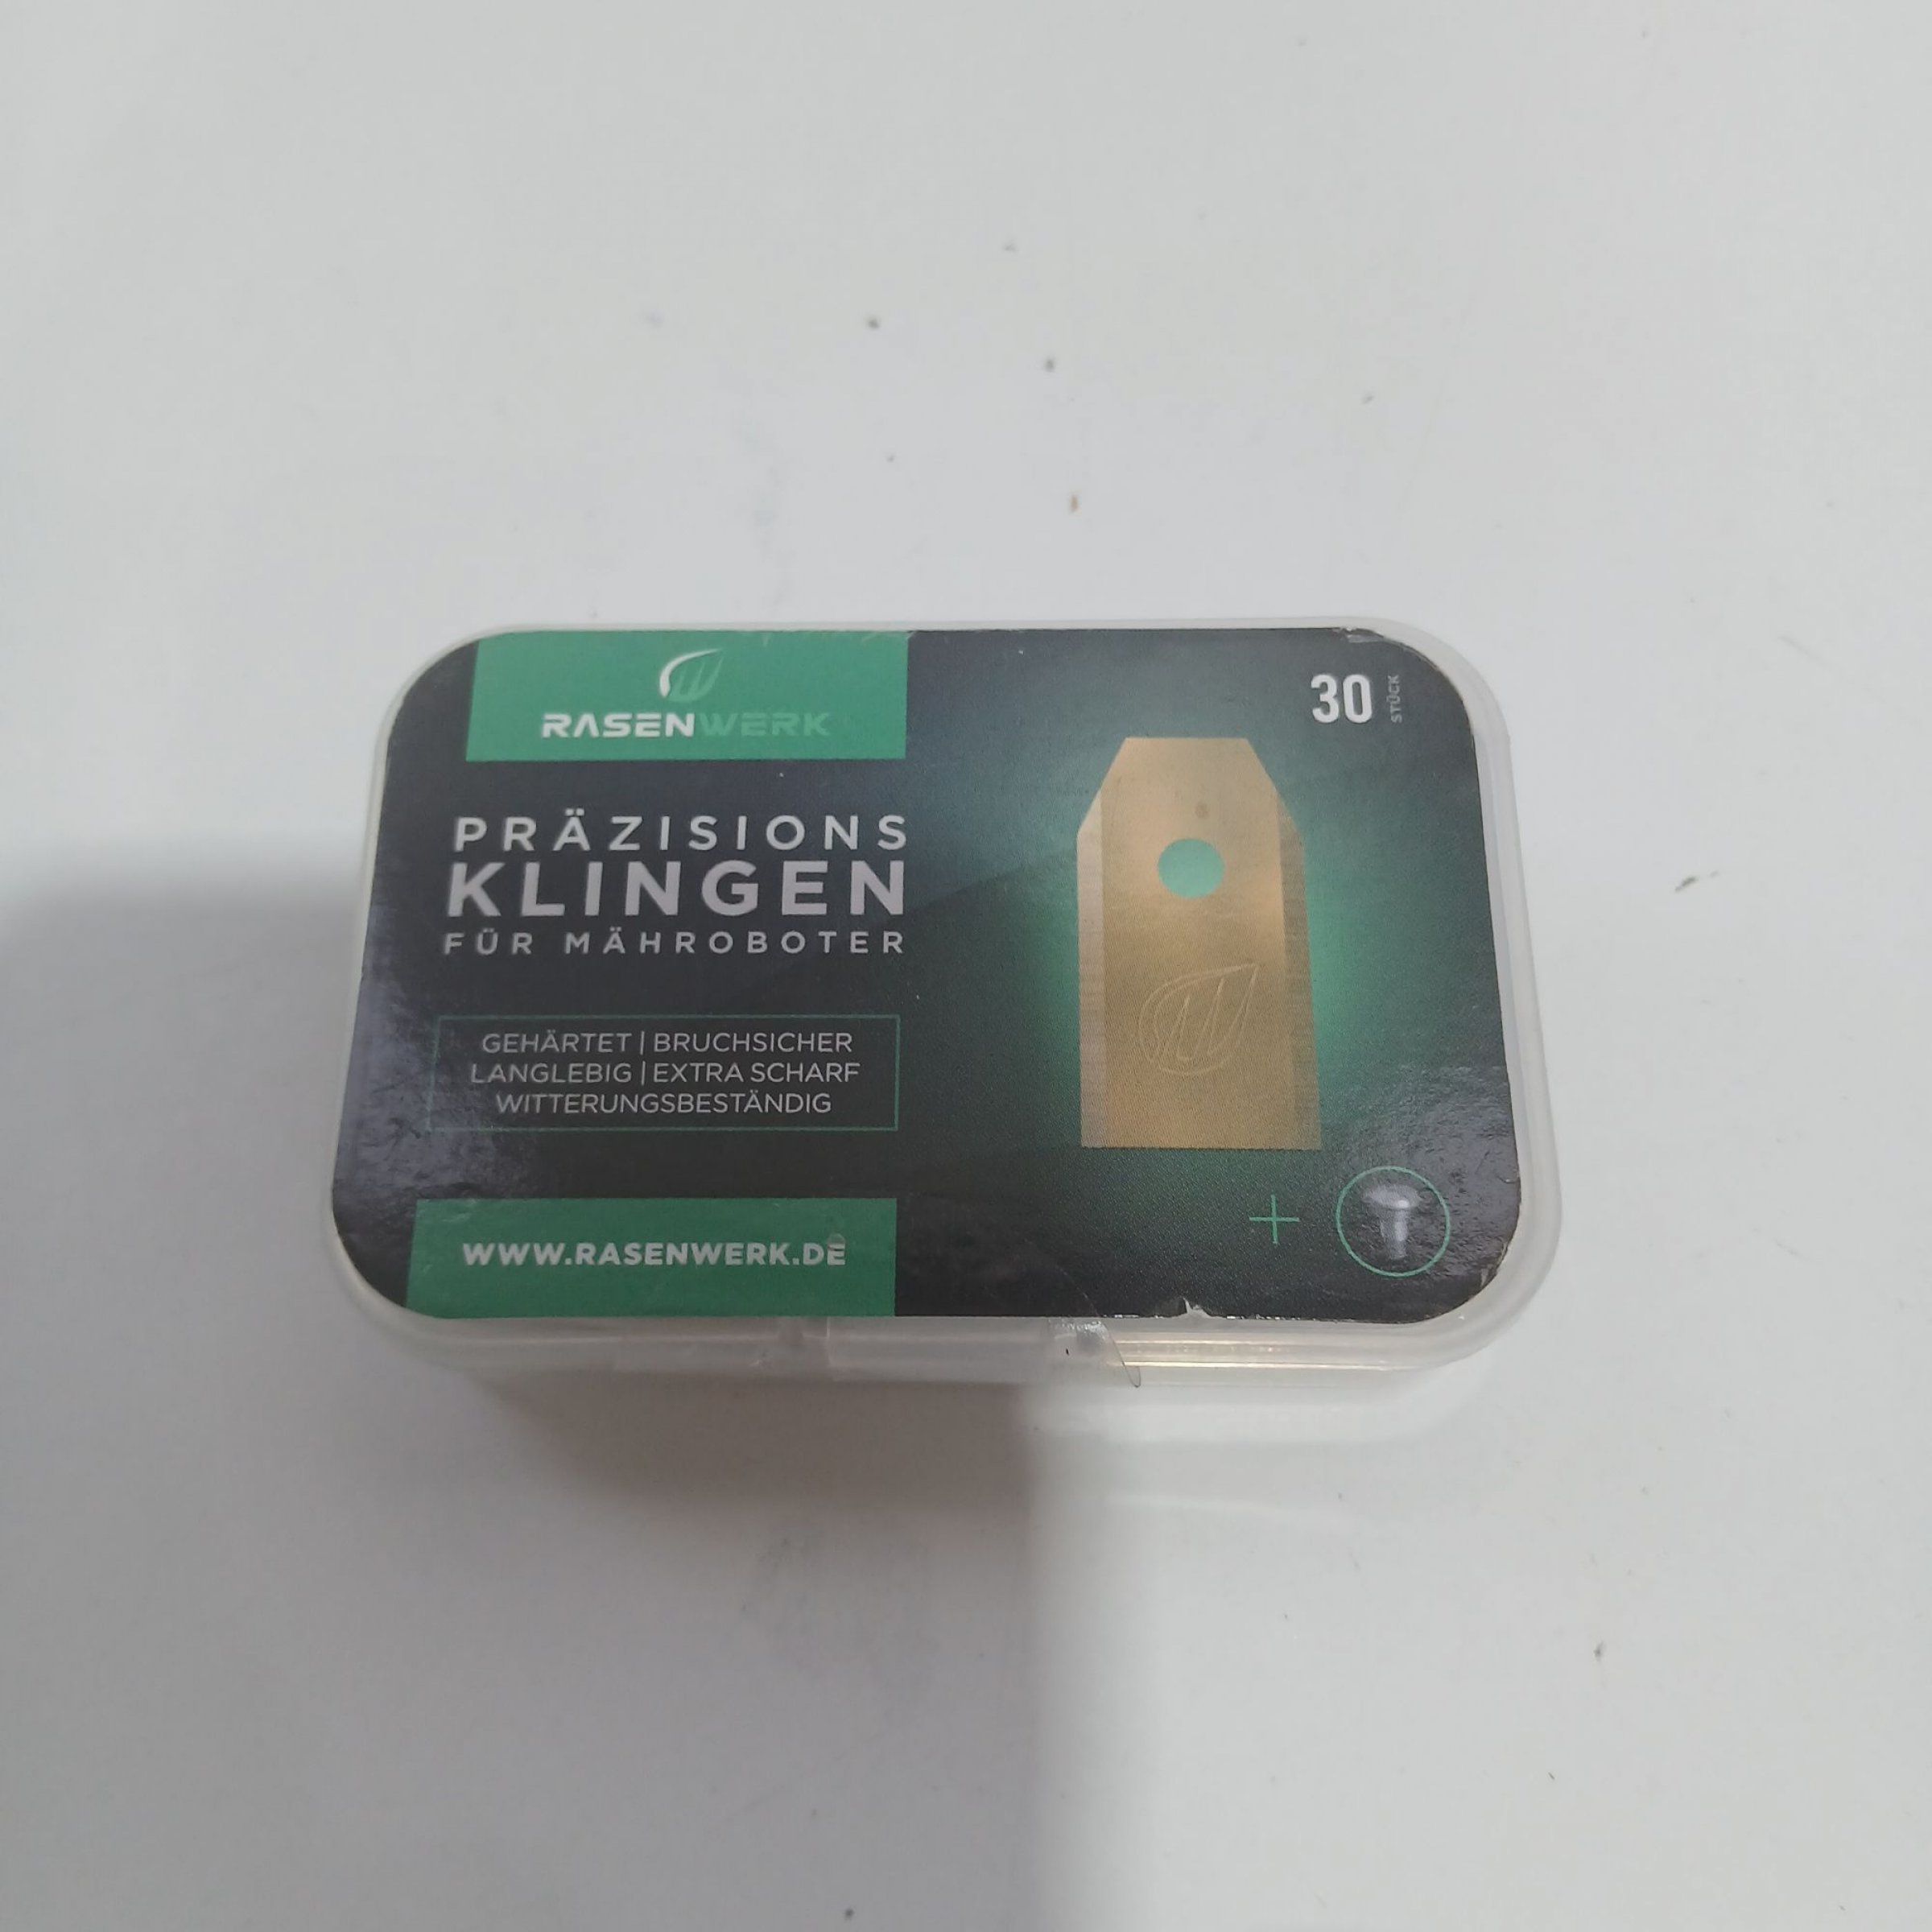 RASENWERK
30 STÜCK
PRÄZISIONS
KLINGEN
FÜR MÄHROBOTER
GEHÄRTET | BRUCHSICHER
LANGLEBIG | EXTRA SCHARF
WITTERUNGSBESTÄNDIG
+
WWW.RASENWERK.DE